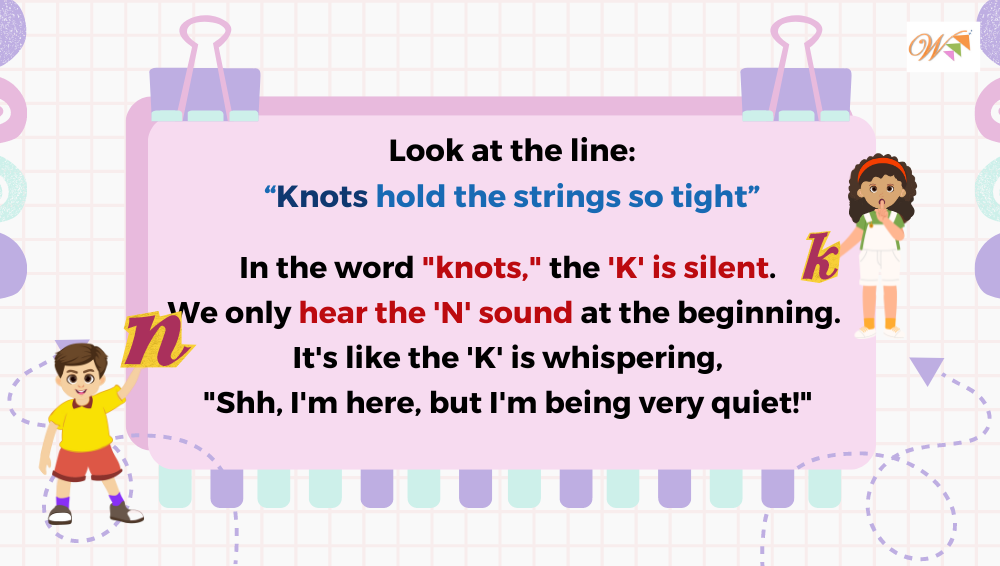 Look at the line:
“Knots hold the strings so tight”
In the word "knots," the 'K' is silent.
We only hear the 'N' sound at the beginning.
It's like the 'K' is whispering,
"Shh, I'm here, but I'm being very quiet!"
k
n
W